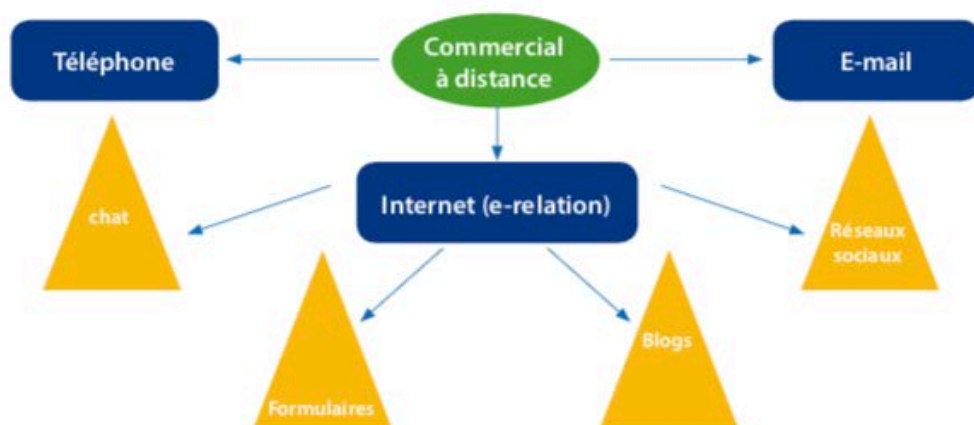 Commercial
à distance
Téléphone
E-mail
Internet (e-relation)
chat
Réseaux
sociaux
Formulaires
Blogs